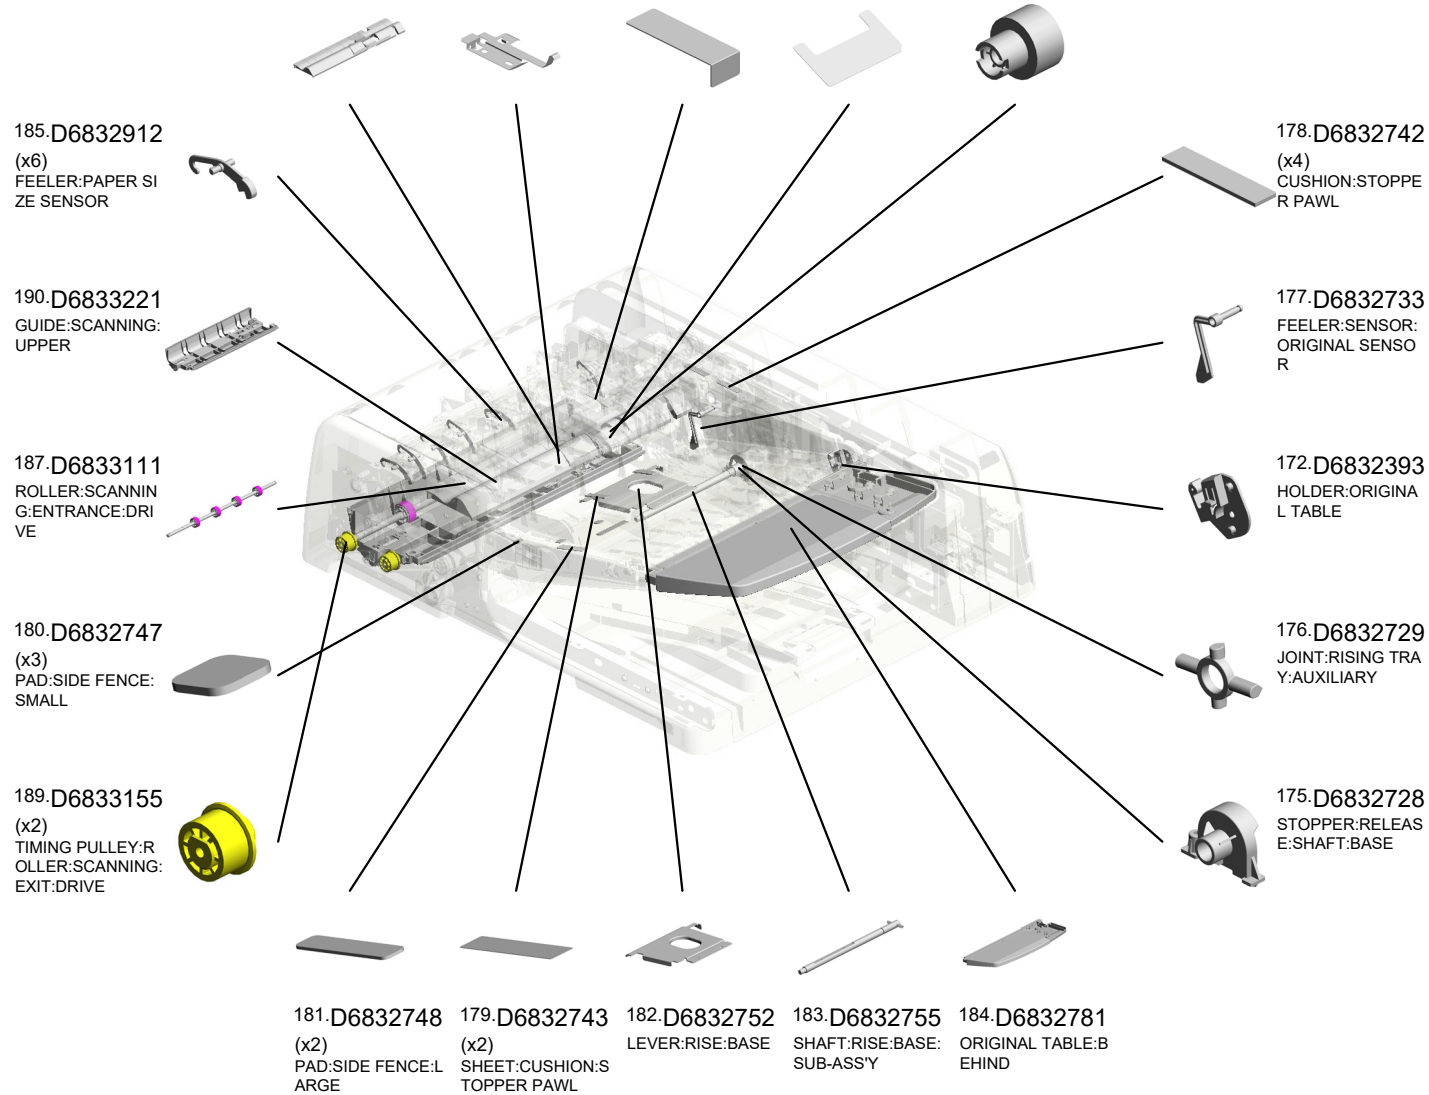 185.D6832912
(x6)
FEELER:PAPER SI
ZE SENSOR
190.D6833221
GUIDE:SCANNING:
UPPER
187.D6833111
ROLLER:SCANNIN
G:ENTRANCE:DRI
VE
180.D6832747
(x3)
PAD:SIDE FENCE:
SMALL
189.D6833155
(x2)
TIMING PULLEY:R
OLLER:SCANNING:
EXIT:DRIVE
178.D6832742
(x4)
CUSHION:STOPPE
R PAWL
177.D6832733
FEELER:SENSOR:
ORIGINAL SENSO
R
172.D6832393
HOLDER:ORIGINA
L TABLE
176.D6832729
JOINT:RISING TRA
Y:AUXILIARY
175.D6832728
STOPPER:RELEAS
E:SHAFT:BASE
181.D6832748
(x2)
PAD:SIDE FENCE:L
ARGE
179.D6832743
(x2)
SHEET:CUSHION:S
TOPPER PAWL
182.D6832752
LEVER:RISE:BASE
183.D6832755
SHAFT:RISE:BASE:
SUB-ASS'Y
184.D6832781
ORIGINAL TABLE:B
EHIND